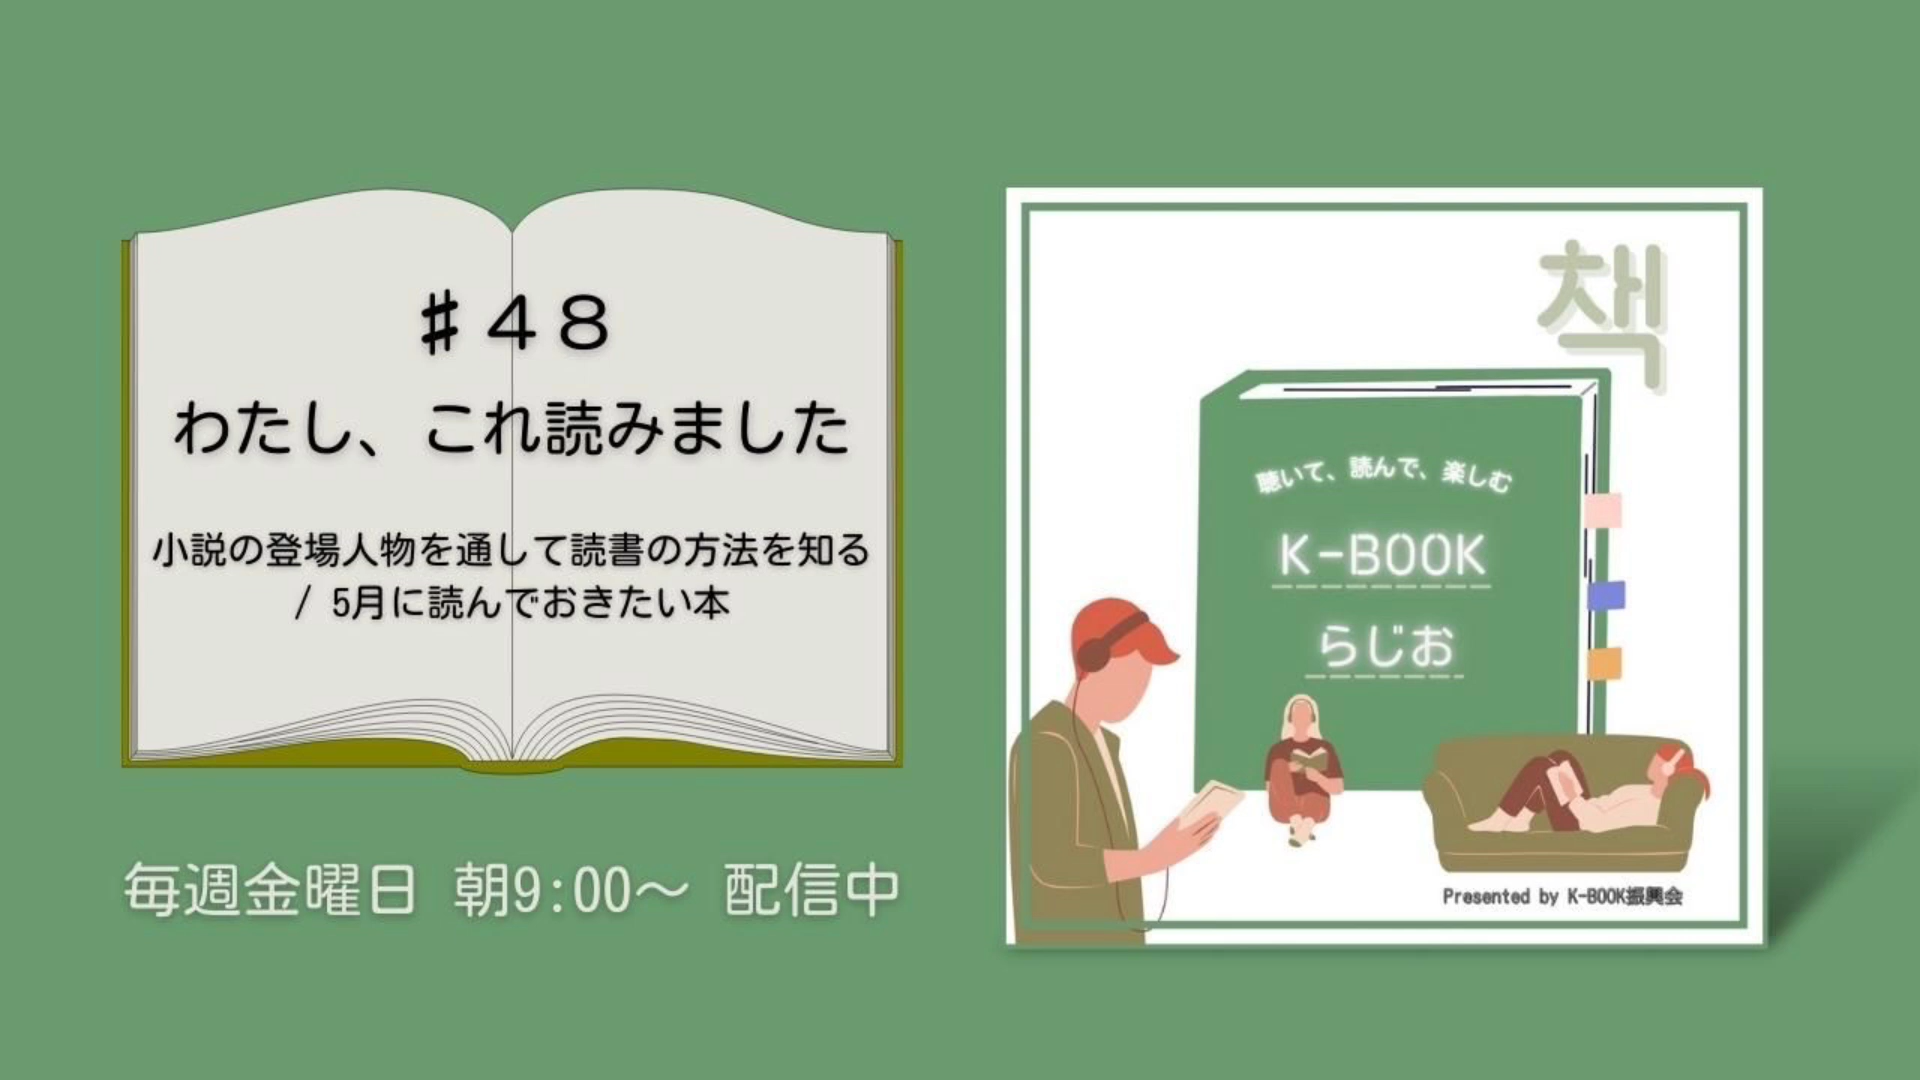 ♯４８
わたし、これ読みました
小説の登場人物を通して読書の方法を知る
/ 5月に読んでおきたい本
毎週金曜日 朝9:00～ 配信中
책
聴いて、読んで、楽しむ
K-BOOK
らじお
Presented by K-BOOK振興会